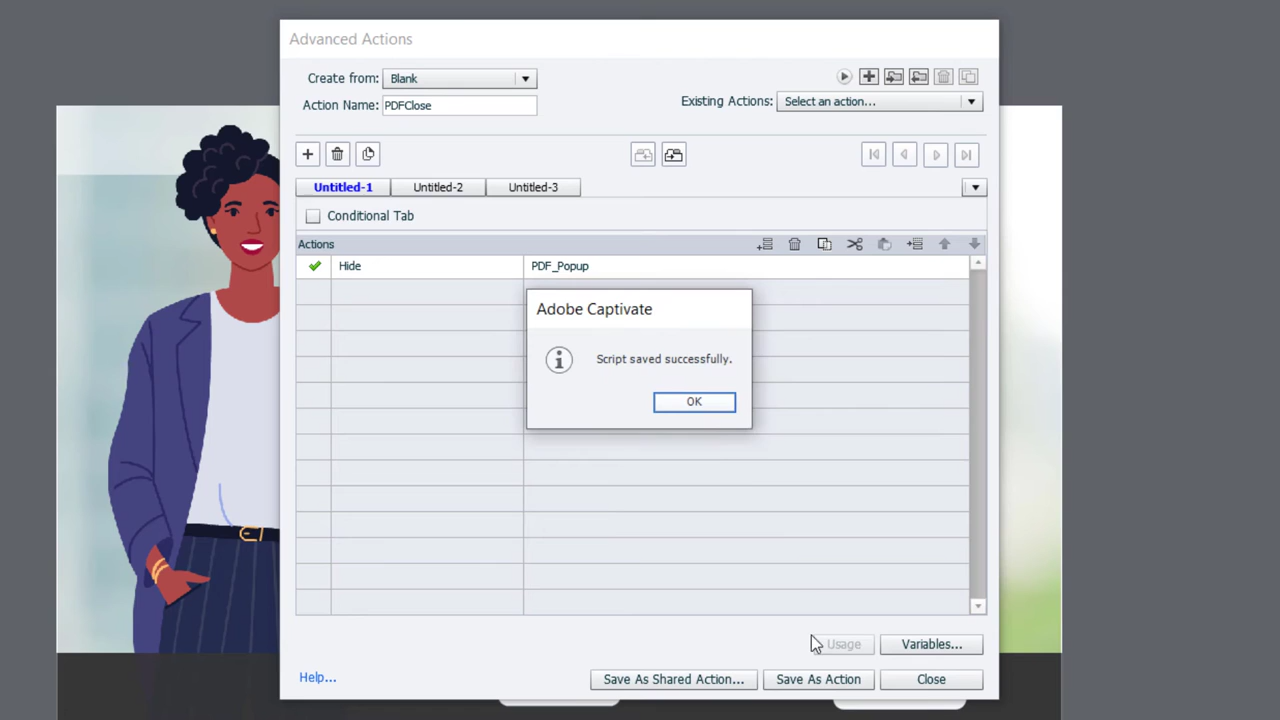 Advanced Actions
Create from: Blank
Action Name: PDFClose
Existing Actions: Select an action...
Untitled-1 Untitled-2 Untitled-3
Conditional Tab
Actions
Hide PDF_Popup
Adobe Captivate
Script saved successfully.
OK
Usage Variables...
Help... Save As Shared Action... Save As Action Close